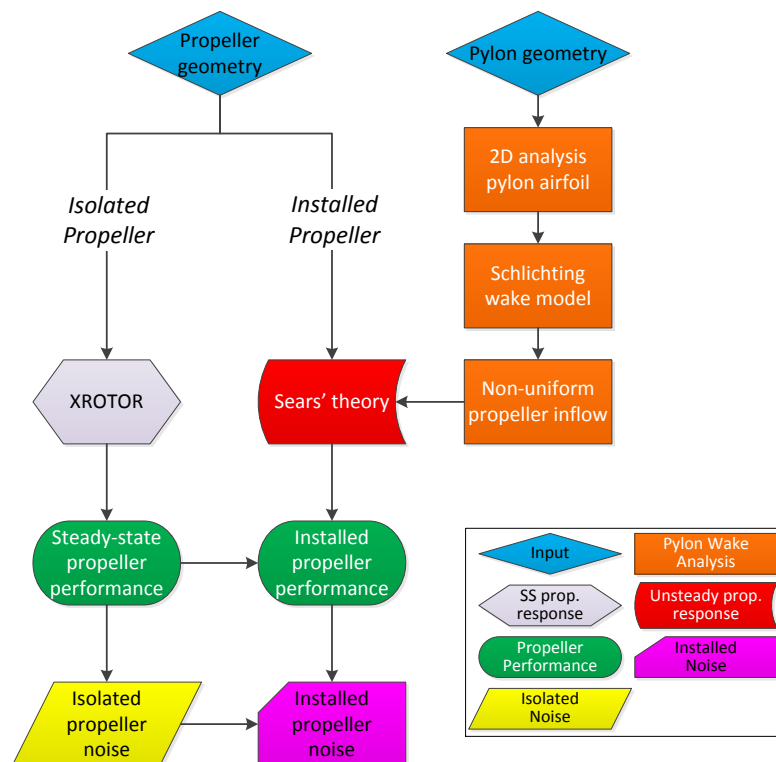 Propeller
geometry
Pylon geometry
2D analysis
pylon airfoil
Isolated
Propeller
Installed
Propeller
Schlichting
wake model
XROTOR
Sears' theory
Non-uniform
propeller inflow
Steady-state
propeller
performance
Installed
propeller
performance
Isolated
propeller
noise
Installed
propeller
noise
Input
Pylon Wake
Analysis
SS prop.
response
Unsteady prop.
response
Propeller
Performance
Installed
Noise
Isolated
Noise